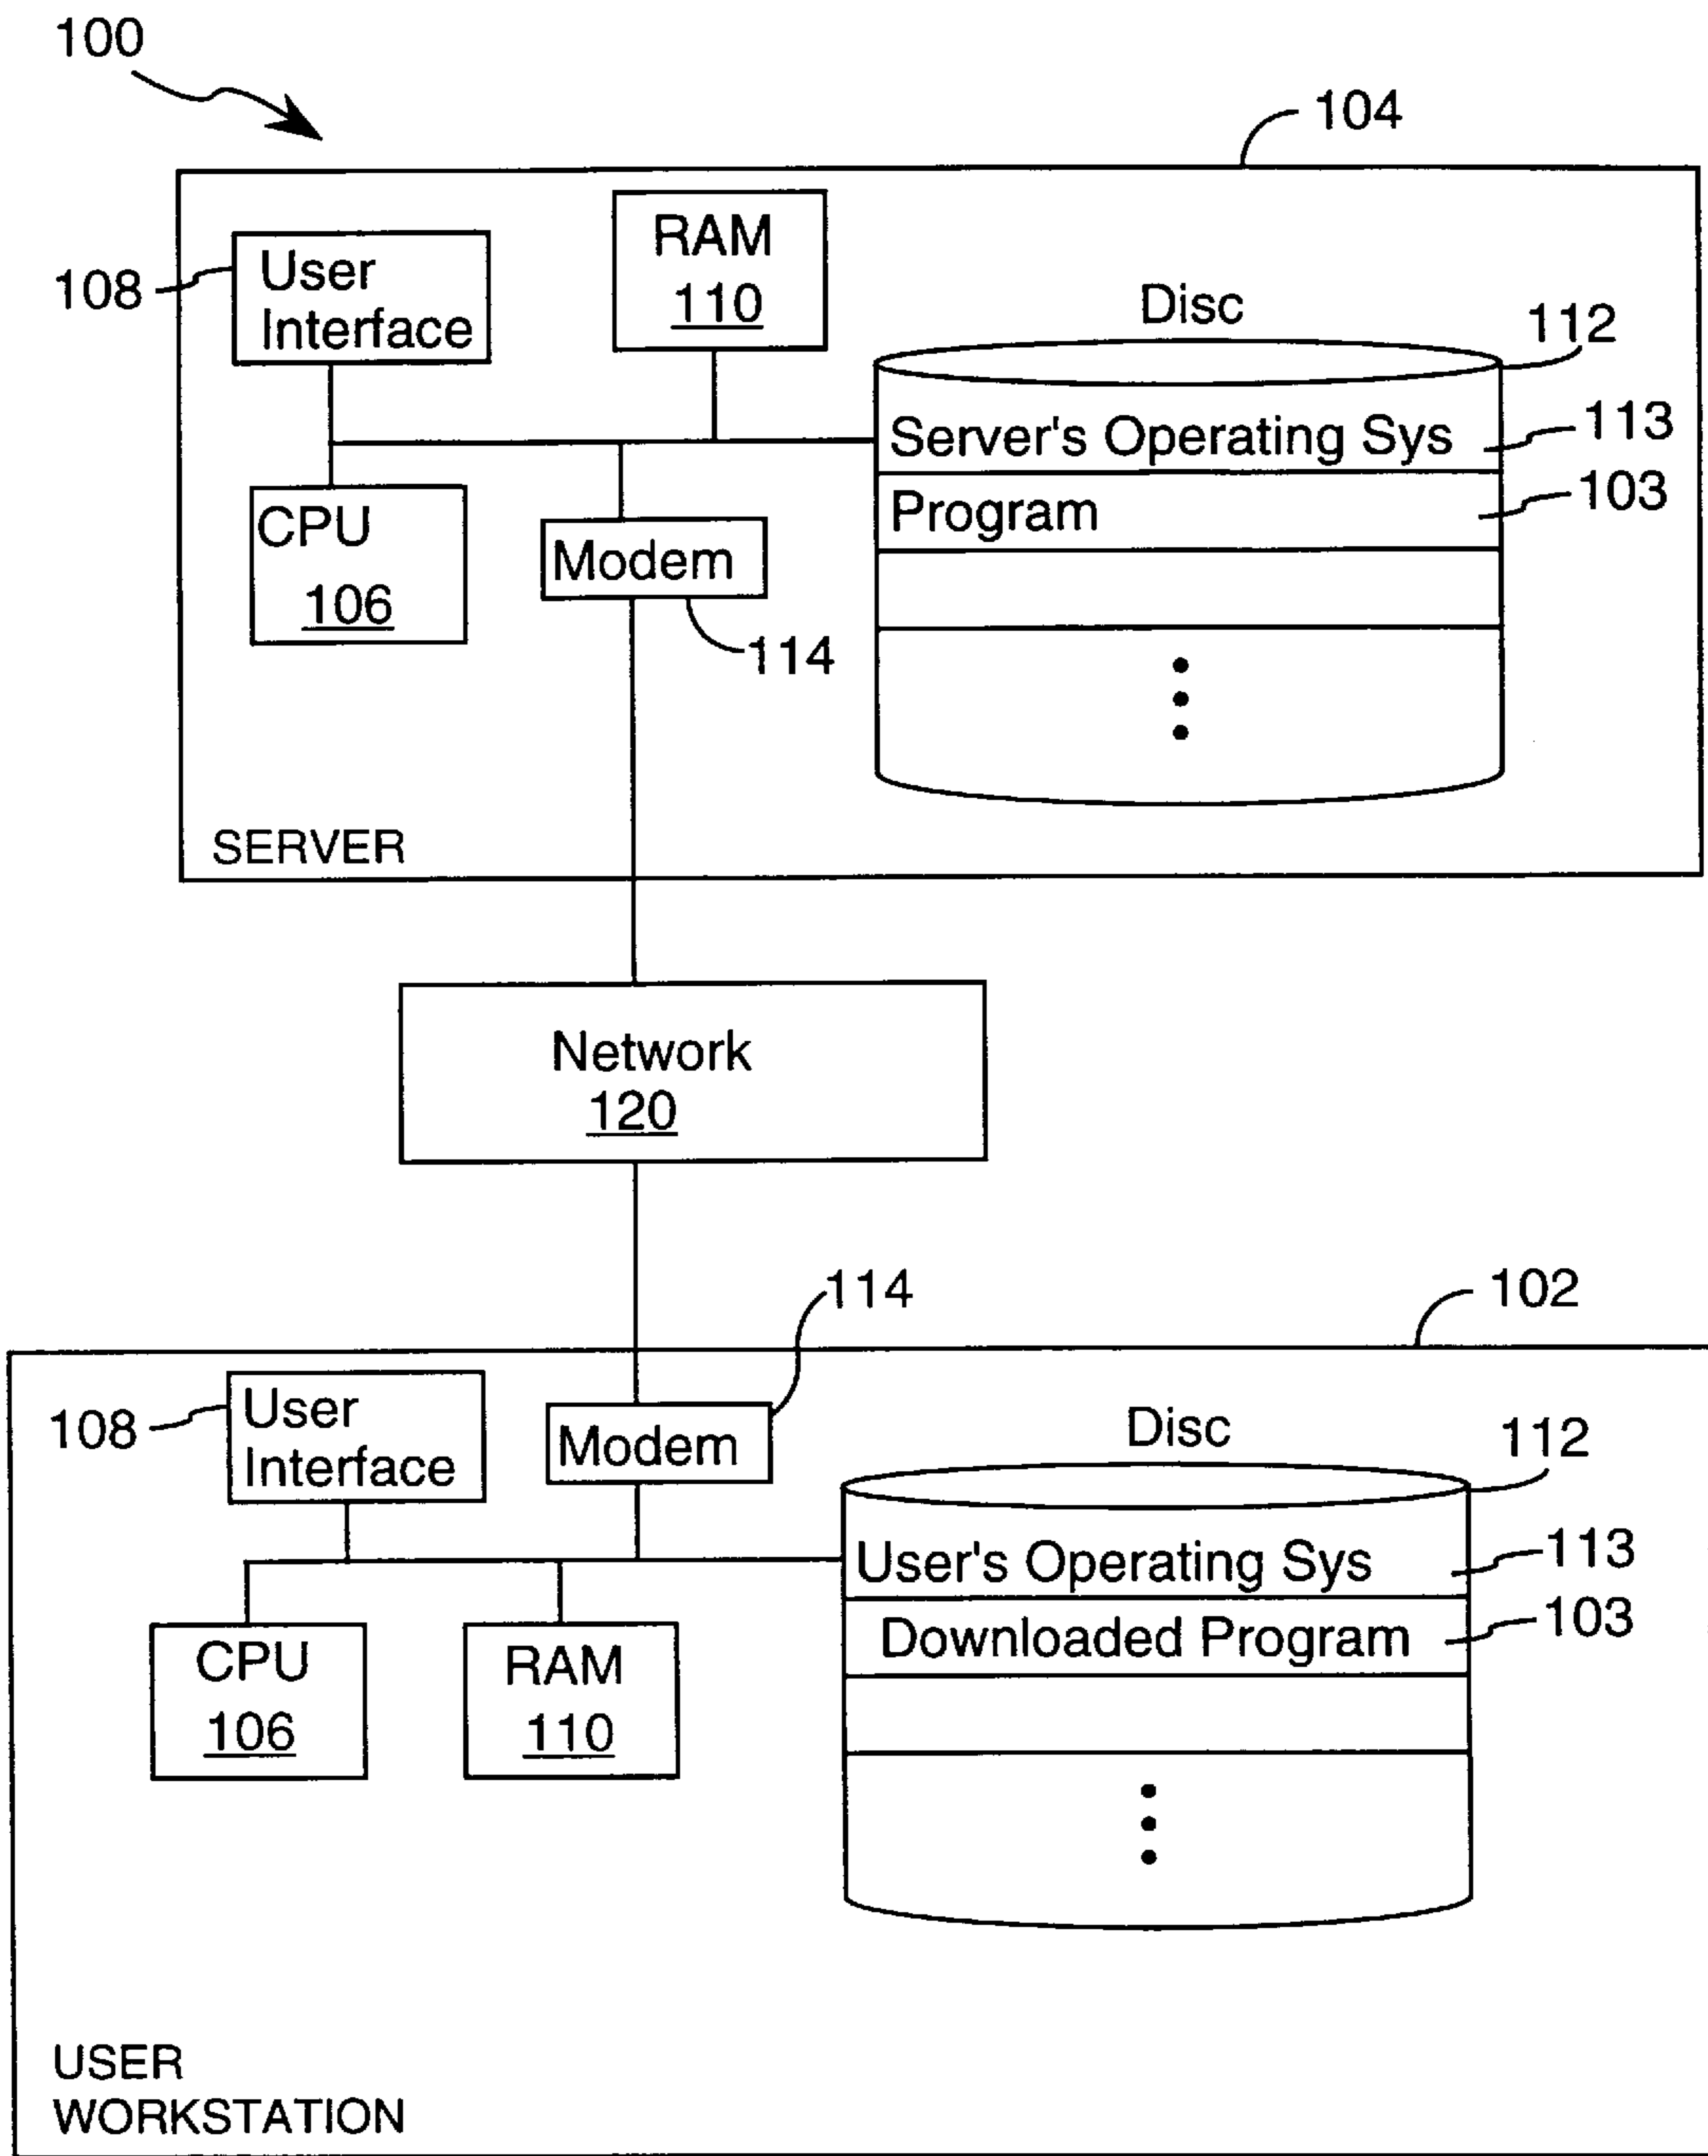 100
104
108
User
Interface
RAM
110
Disc
112
Server's Operating Sys
113
Program
103
CPU
106
Modem
114
SERVER
Network
120
114
102
108
User
Interface
Modem
Disc
112
User's Operating Sys
113
Downloaded Program
103
CPU
106
RAM
110
USER
WORKSTATION